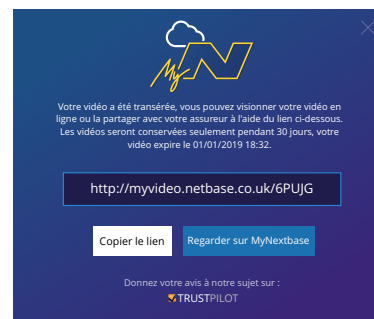 My N
Votre vidéo a été transérée, vous pouvez visionner votre vidéo en
ligne ou la partager avec votre assureur à l'aide du lien ci-dessous.
Les vidéos seront conservées seulement pendant 30 jours, votre
vidéo expire le 01/01/2019 18:32.
http://myvideo.netbase.co.uk/6PUJG
Copier le lien
Regarder sur MyNextbase
Donnez votre avis à notre sujet sur :
TRUSTPILOT